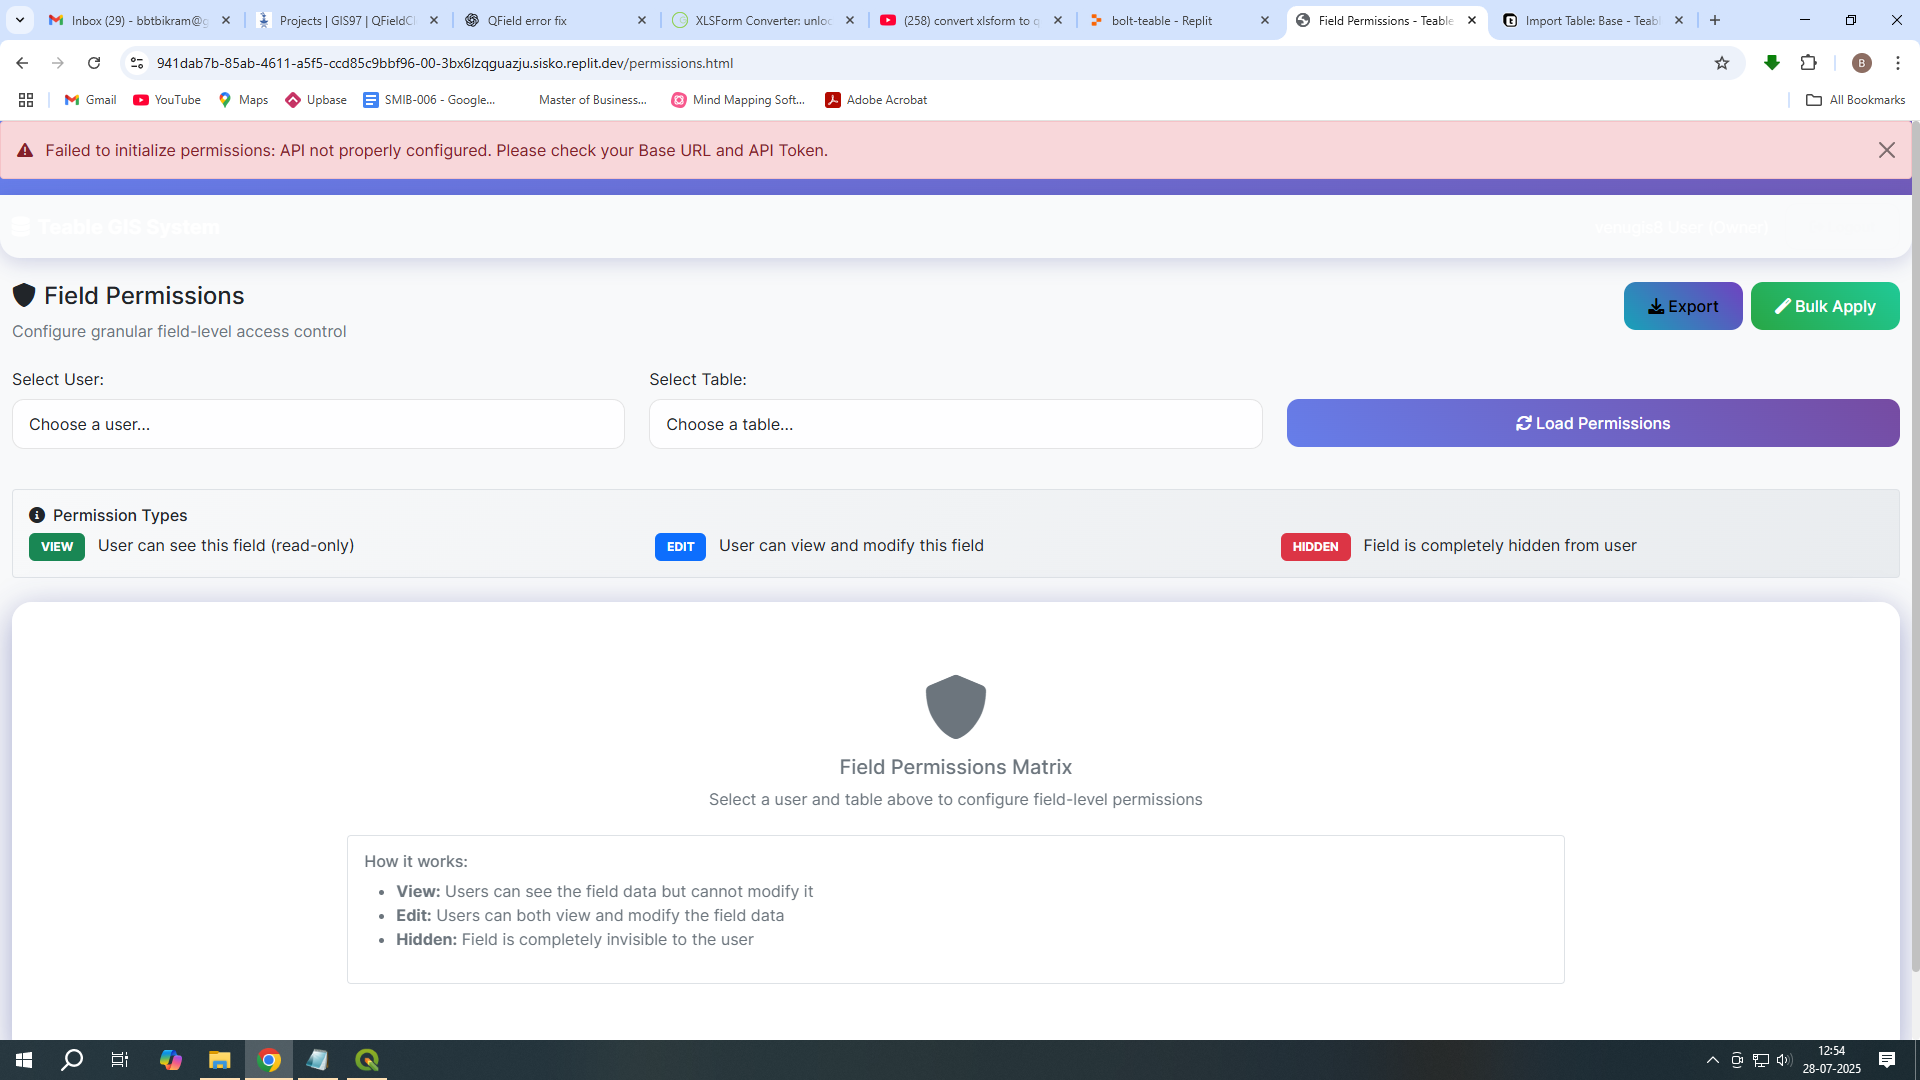 Inbox (29) - bbtbikram@g
Projects | GIS97 | QFieldCl
QField error fix
XLSForm Converter: unloc
(258) convert xlsform to q
bolt-teable - Replit
Field Permissions - Teable
Import Table: Base - Teabl
941dab7b-85ab-4611-a5f5-ccd85c9bbf96-00-3bx6lzqguazju.sisko.replit.dev/permissions.html
B
Gmail
YouTube
Maps
Upbase
SMIB-006 - Google...
Master of Business...
Mind Mapping Soft...
Adobe Acrobat
All Bookmarks
Failed to initialize permissions: API not properly configured. Please check your Base URL and API Token.
Teable GIS System
User (Owner)
Field Permissions
Configure granular field-level access control
Export
Bulk Apply
Select User:
Select Table:
Choose a user...
Choose a table...
Load Permissions
Permission Types
VIEW User can see this field (read-only)
EDIT User can view and modify this field
HIDDEN Field is completely hidden from user
Field Permissions Matrix
Select a user and table above to configure field-level permissions
How it works:
• View: Users can see the field data but cannot modify it
• Edit: Users can both view and modify the field data
• Hidden: Field is completely invisible to the user
12:54
28-07-2025